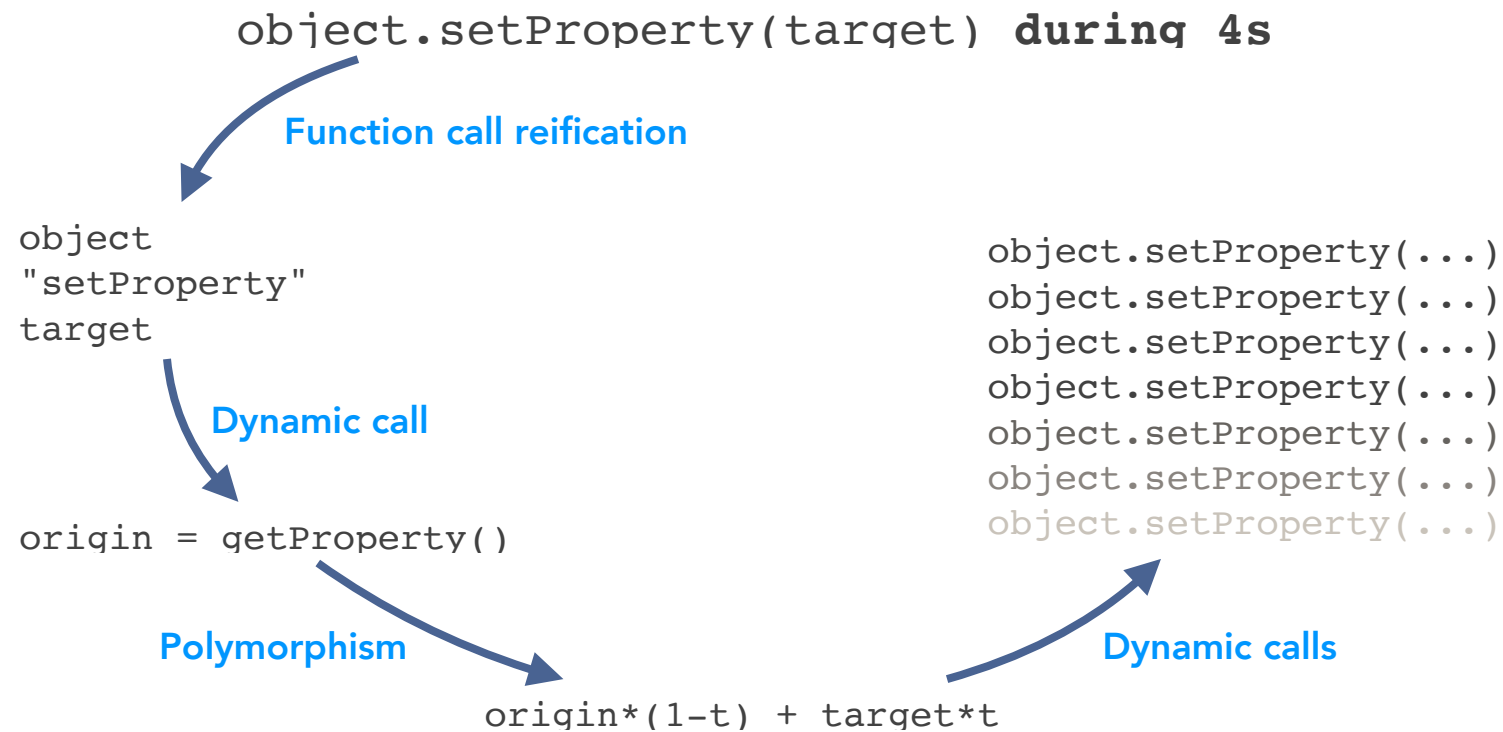 object.setProperty(target) during 4s
Function call reification
object
"setProperty"
target
Dynamic call
origin = getProperty()
Polymorphism
origin*(1-t) + target*t
Dynamic calls
object.setProperty(...)
object.setProperty(...)
object.setProperty(...)
object.setProperty(...)
object.setProperty(...)
object.setProperty(...)
object.setProperty(...)